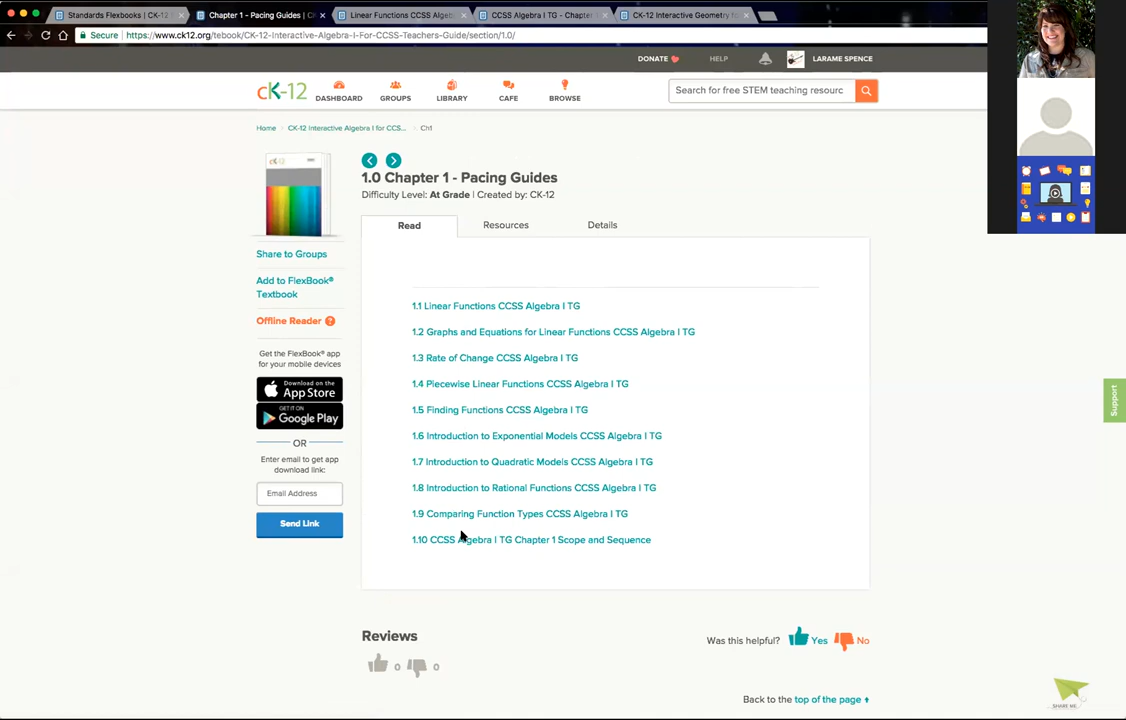 Standards Flexbooks | CK-12
Chapter 1 - Pacing Guides | C
Linear Functions CCSS Algeb
CCSS Algebra I TG - Chapter
CK-12 Interactive Geometry fo
Secure https://www.ck12.org/tebook/CK-12-Interactive-Algebra-I-For-CCSS-Teachers-Guide/section/1.0/
DONATE HELP LARAME SPENCE
cK-12 DASHBOARD GROUPS LIBRARY CAFE BROWSE Search for free STEM teaching resourc
Home CK-12 Interactive Algebra I for CCS... Ch1
1.0 Chapter 1 - Pacing Guides
Difficulty Level: At Grade | Created by: CK-12
Read Resources Details
Share to Groups
Add to FlexBook®
Textbook
Offline Reader ?
Get the FlexBook® app
for your mobile devices
Download on the
App Store
GET IT ON
Google Play
OR
Enter email to get app
download link:
Email Address
Send Link
1.1 Linear Functions CCSS Algebra I TG
1.2 Graphs and Equations for Linear Functions CCSS Algebra I TG
1.3 Rate of Change CCSS Algebra I TG
1.4 Piecewise Linear Functions CCSS Algebra I TG
1.5 Finding Functions CCSS Algebra I TG
1.6 Introduction to Exponential Models CCSS Algebra I TG
1.7 Introduction to Quadratic Models CCSS Algebra I TG
1.8 Introduction to Rational Functions CCSS Algebra I TG
1.9 Comparing Function Types CCSS Algebra I TG
1.10 CCSS Algebra I TG Chapter 1 Scope and Sequence
Support
Reviews
0 0
Was this helpful? Yes No
Back to the top of the page
SHARE ME